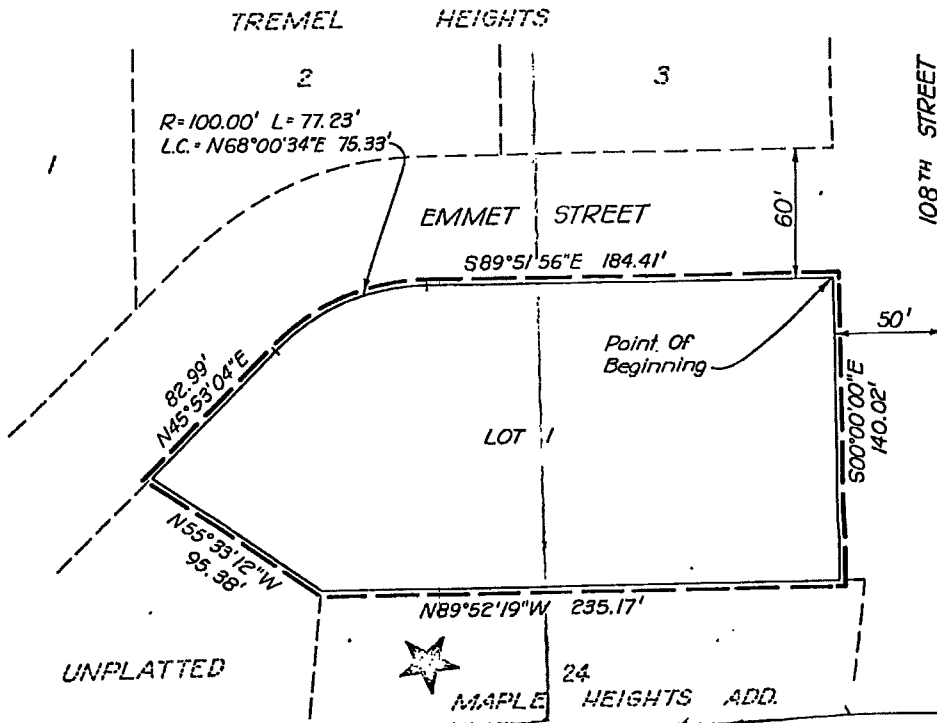 TREMEL HEIGHTS
2
3
108TH STREET
R=100.00' L= 77.23'
L.C.= N68°00'34"E 75.33'
1
EMMET STREET
60'
S89°51'56"E 184.41'
50'
Point Of
Beginning
82.99'
N45°53'04"E
LOT 1
S00°00'00"E
140.02'
N55°33'12"W
95.38'
N89°52'19"W 235.17'
UNPLATTED
24
MAPLE HEIGHTS ADD.